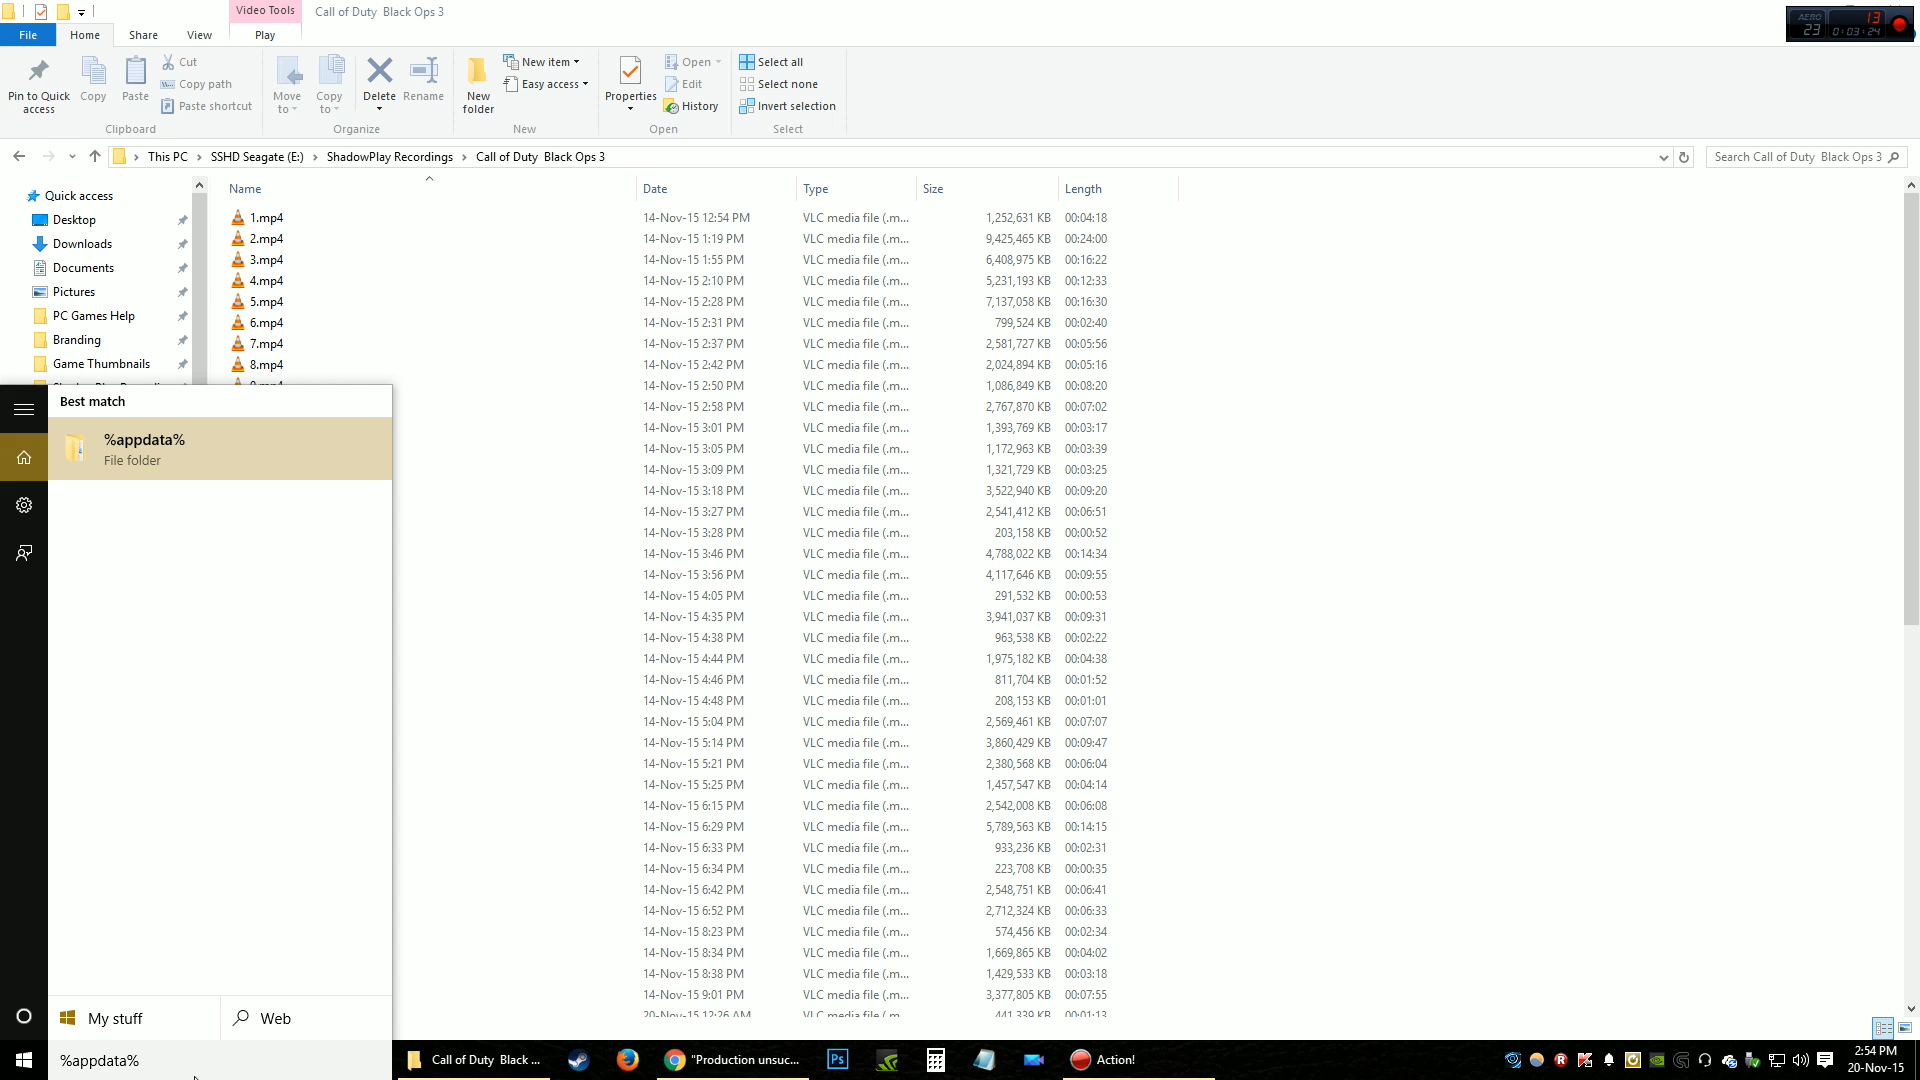 Video Tools
Call of Duty  Black Ops 3
File
Home
Share
View
Play
AERO
23
13
0:03:24
Pin to Quick access
Copy
Paste
Cut
Copy path
Paste shortcut
Clipboard
Move to
Copy to
Delete
Rename
Organize
New folder
New item
Easy access
New
Properties
Open
Edit
History
Open
Select all
Select none
Invert selection
Select
This PC > SSHD Seagate (E:) > ShadowPlay Recordings > Call of Duty  Black Ops 3
Search Call of Duty  Black Ops 3
Quick access
Desktop
Downloads
Documents
Pictures
PC Games Help
Branding
Game Thumbnails
Name Date Type Size Length
1.mp4 14-Nov-15 12:54 PM VLC media file (.m... 1,252,631 KB 00:04:18
2.mp4 14-Nov-15 1:19 PM VLC media file (.m... 9,425,465 KB 00:24:00
3.mp4 14-Nov-15 1:55 PM VLC media file (.m... 6,408,975 KB 00:16:22
4.mp4 14-Nov-15 2:10 PM VLC media file (.m... 5,231,193 KB 00:12:33
5.mp4 14-Nov-15 2:28 PM VLC media file (.m... 7,137,058 KB 00:16:30
6.mp4 14-Nov-15 2:31 PM VLC media file (.m... 799,524 KB 00:02:40
7.mp4 14-Nov-15 2:37 PM VLC media file (.m... 2,581,727 KB 00:05:56
8.mp4 14-Nov-15 2:42 PM VLC media file (.m... 2,024,894 KB 00:05:16
14-Nov-15 2:50 PM VLC media file (.m... 1,086,849 KB 00:08:20
14-Nov-15 2:58 PM VLC media file (.m... 2,767,870 KB 00:07:02
14-Nov-15 3:01 PM VLC media file (.m... 1,393,769 KB 00:03:17
14-Nov-15 3:05 PM VLC media file (.m... 1,172,963 KB 00:03:39
14-Nov-15 3:09 PM VLC media file (.m... 1,321,729 KB 00:03:25
14-Nov-15 3:18 PM VLC media file (.m... 3,522,940 KB 00:09:20
14-Nov-15 3:27 PM VLC media file (.m... 2,541,412 KB 00:06:51
14-Nov-15 3:28 PM VLC media file (.m... 203,158 KB 00:00:52
14-Nov-15 3:46 PM VLC media file (.m... 4,788,022 KB 00:14:34
14-Nov-15 3:56 PM VLC media file (.m... 4,117,646 KB 00:09:55
14-Nov-15 4:05 PM VLC media file (.m... 291,532 KB 00:00:53
14-Nov-15 4:35 PM VLC media file (.m... 3,941,037 KB 00:09:31
14-Nov-15 4:38 PM VLC media file (.m... 963,538 KB 00:02:22
14-Nov-15 4:44 PM VLC media file (.m... 1,975,182 KB 00:04:38
14-Nov-15 4:46 PM VLC media file (.m... 811,704 KB 00:01:52
14-Nov-15 4:48 PM VLC media file (.m... 208,153 KB 00:01:01
14-Nov-15 5:04 PM VLC media file (.m... 2,569,461 KB 00:07:07
14-Nov-15 5:14 PM VLC media file (.m... 3,860,429 KB 00:09:47
14-Nov-15 5:21 PM VLC media file (.m... 2,380,568 KB 00:06:04
14-Nov-15 5:25 PM VLC media file (.m... 1,457,547 KB 00:04:14
14-Nov-15 6:15 PM VLC media file (.m... 2,542,008 KB 00:06:08
14-Nov-15 6:29 PM VLC media file (.m... 5,789,563 KB 00:14:15
14-Nov-15 6:33 PM VLC media file (.m... 933,236 KB 00:02:31
14-Nov-15 6:34 PM VLC media file (.m... 223,708 KB 00:00:35
14-Nov-15 6:42 PM VLC media file (.m... 2,548,751 KB 00:06:41
14-Nov-15 6:52 PM VLC media file (.m... 2,712,324 KB 00:06:33
14-Nov-15 8:23 PM VLC media file (.m... 574,456 KB 00:02:34
14-Nov-15 8:34 PM VLC media file (.m... 1,669,865 KB 00:04:02
14-Nov-15 8:38 PM VLC media file (.m... 1,429,533 KB 00:03:18
14-Nov-15 9:01 PM VLC media file (.m... 3,377,805 KB 00:07:55
20-Nov-15 12:26 AM VLC media file (.m... 441,339 KB 00:01:13
Best match
%appdata%
File folder
My stuff
Web
%appdata%
Call of Duty  Black ...
"Production unsuc...
Ps
Action!
2:54 PM
20-Nov-15